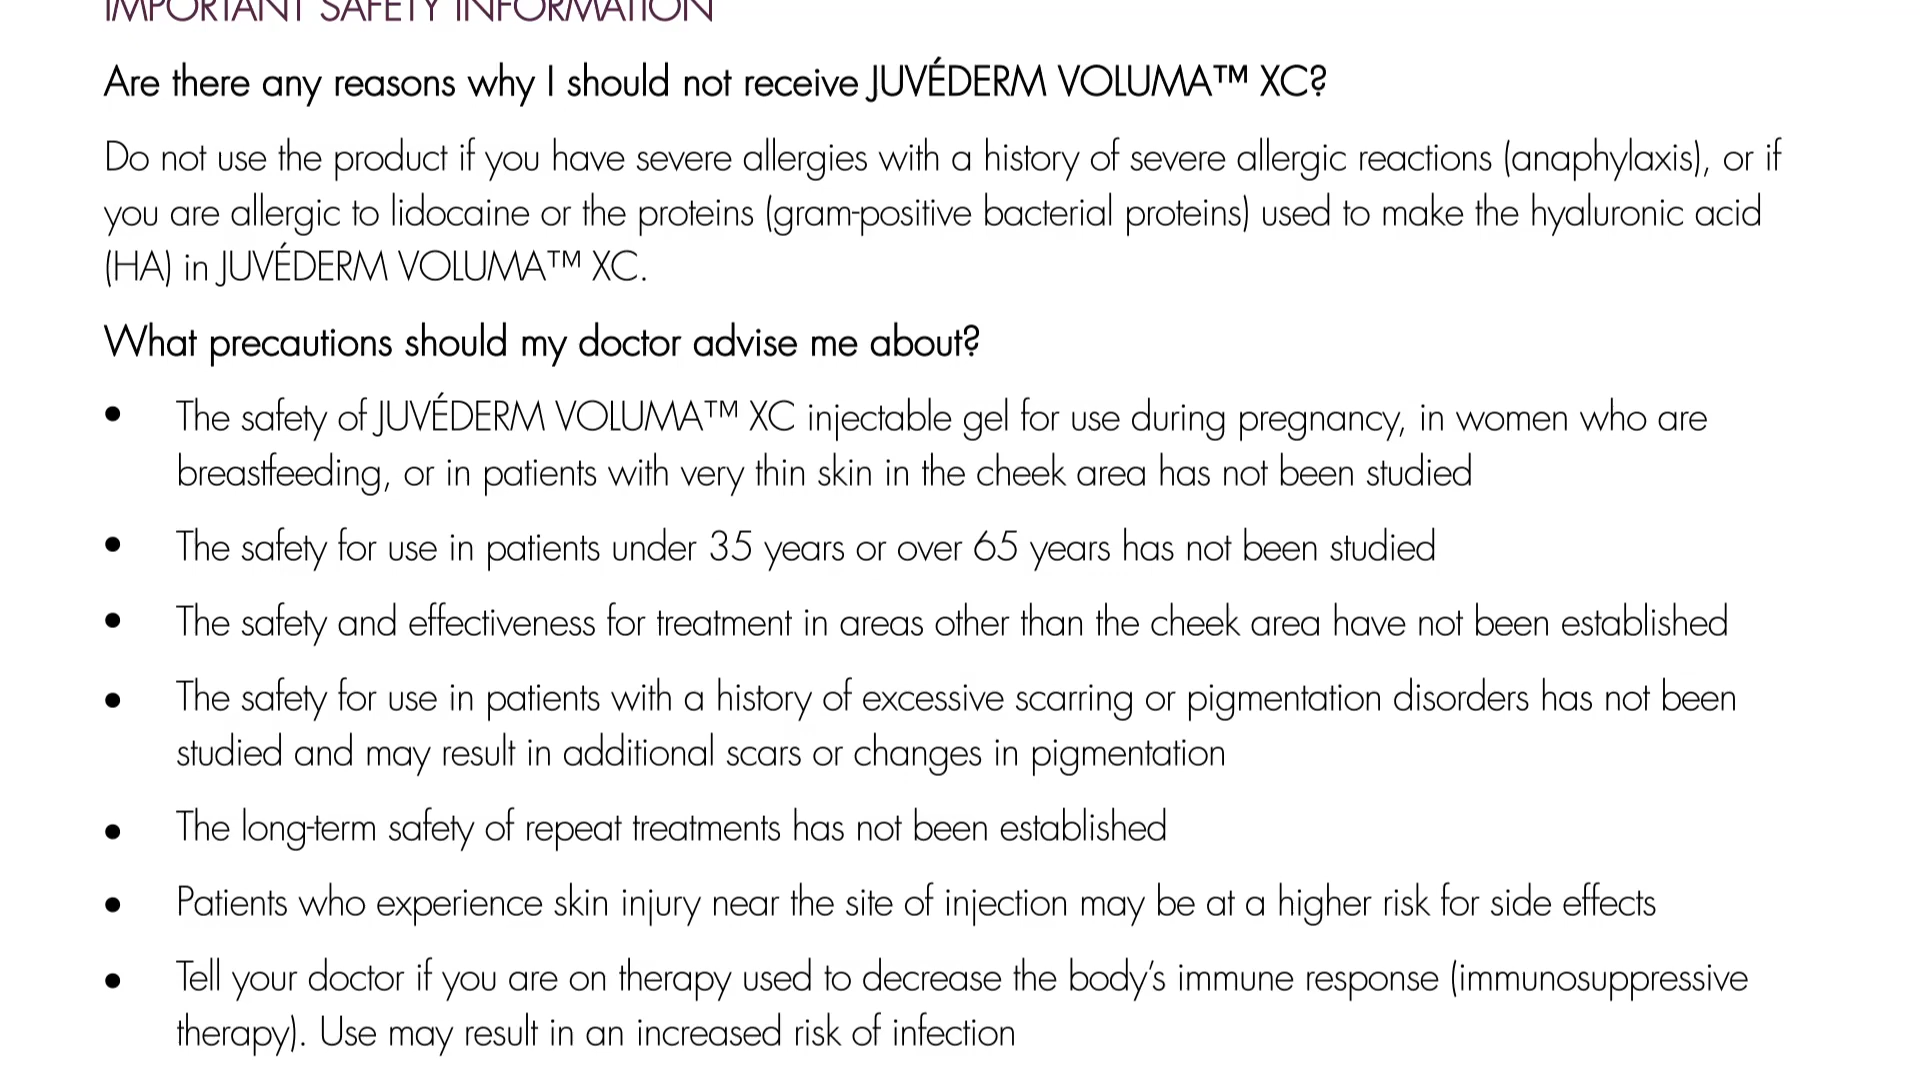 IMPORTANT SAFETY INFORMATION
Are there any reasons why I should not receive JUVÉDERM VOLUMA™ XC?
Do not use the product if you have severe allergies with a history of severe allergic reactions (anaphylaxis), or if
you are allergic to lidocaine or the proteins (gram-positive bacterial proteins) used to make the hyaluronic acid
(HA) in JUVÉDERM VOLUMA™ XC.
What precautions should my doctor advise me about?
• The safety of JUVÉDERM VOLUMA™ XC injectable gel for use during pregnancy, in women who are
breastfeeding, or in patients with very thin skin in the cheek area has not been studied
• The safety for use in patients under 35 years or over 65 years has not been studied
• The safety and effectiveness for treatment in areas other than the cheek area have not been established
• The safety for use in patients with a history of excessive scarring or pigmentation disorders has not been
studied and may result in additional scars or changes in pigmentation
• The long-term safety of repeat treatments has not been established
• Patients who experience skin injury near the site of injection may be at a higher risk for side effects
• Tell your doctor if you are on therapy used to decrease the body’s immune response (immunosuppressive
therapy). Use may result in an increased risk of infection